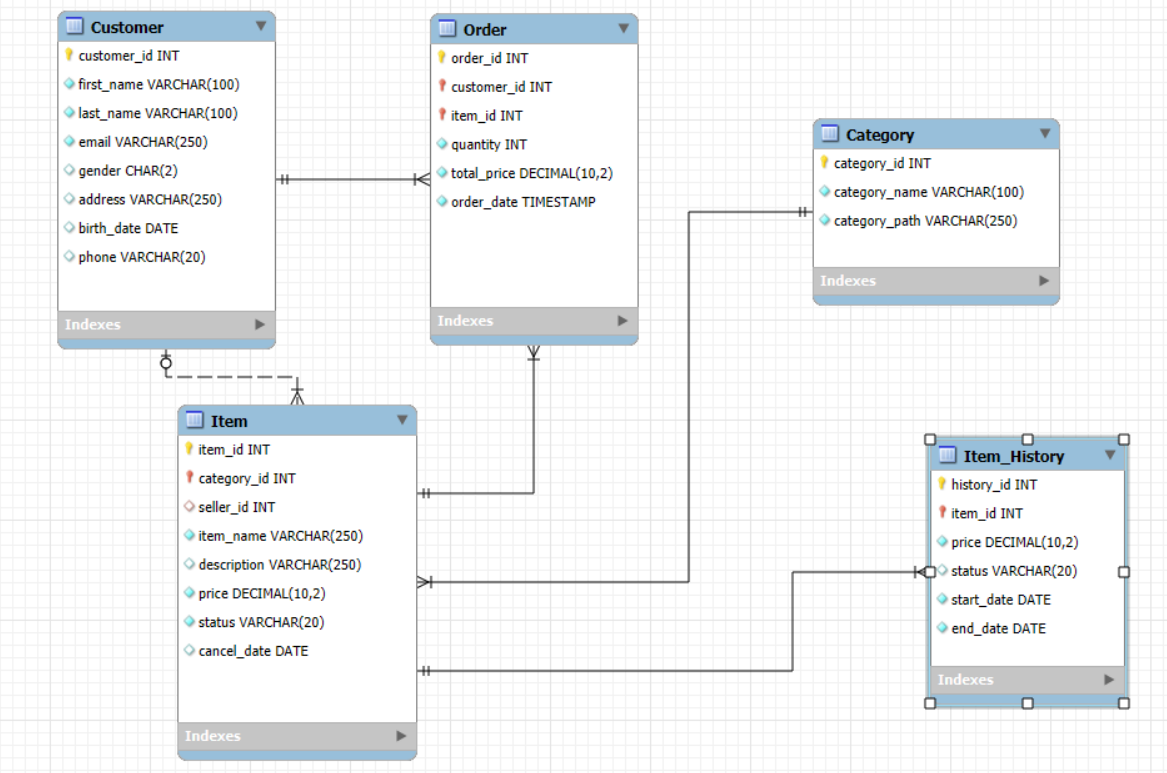 Customer
customer_id INT
first_name VARCHAR(100)
last_name VARCHAR(100)
email VARCHAR(250)
gender CHAR(2)
address VARCHAR(250)
birth_date DATE
phone VARCHAR(20)
Indexes
Order
order_id INT
customer_id INT
item_id INT
quantity INT
total_price DECIMAL(10,2)
order_date TIMESTAMP
Indexes
Category
category_id INT
category_name VARCHAR(100)
category_path VARCHAR(250)
Indexes
Item
item_id INT
category_id INT
seller_id INT
item_name VARCHAR(250)
description VARCHAR(250)
price DECIMAL(10,2)
status VARCHAR(20)
cancel_date DATE
Indexes
Item_History
history_id INT
item_id INT
price DECIMAL(10,2)
status VARCHAR(20)
start_date DATE
end_date DATE
Indexes